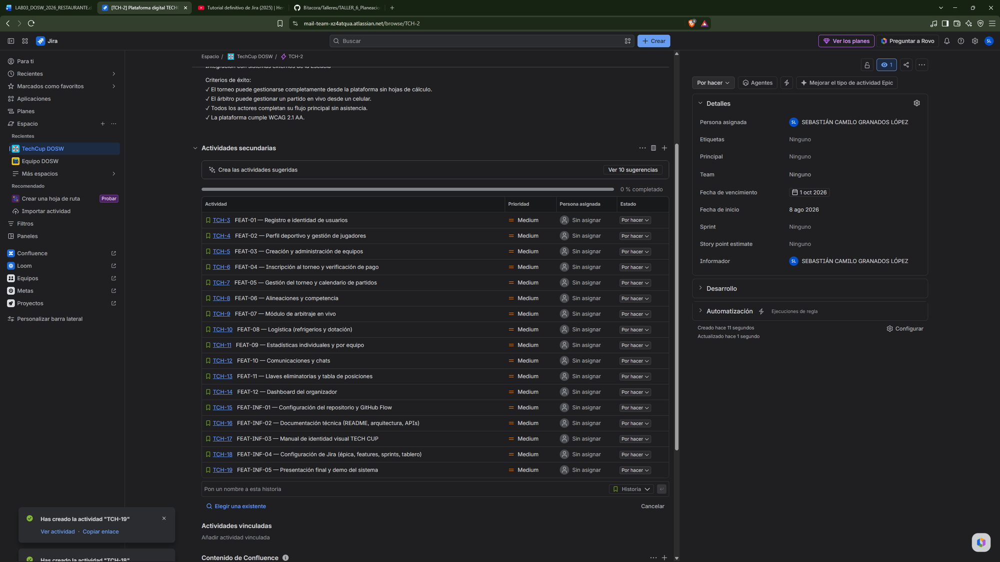 LAB03_DOSW_2026_RESTAURANTE.d
[TCH-2] Plataforma digital TECHC
Tutorial definitivo de Jira (2025) | Her
Bitacora/Talleres/TALLER_6_Planeacio
mail-team-xz4atqua.atlassian.net/browse/TCH-2
Jira
Buscar
Crear
Ver los planes
Preguntar a Rovo
SL
Para ti
Recientes
Marcados como favoritos
Aplicaciones
Planes
Espacio
Recientes
TechCup DOSW
Equipo DOSW
Más espacios
Recomendado
Crear una hoja de ruta
Probar
Importar actividad
Filtros
Paneles
Confluence
Loom
Equipos
Metas
Proyectos
Personalizar barra lateral
Espacio / TechCup DOSW / TCH-2
Integración con sistemas externos de la Escuela
Criterios de éxito:
✓ El torneo puede gestionarse completamente desde la plataforma sin hojas de cálculo.
✓ El árbitro puede gestionar un partido en vivo desde un celular.
✓ Todos los actores completan su flujo principal sin asistencia.
✓ La plataforma cumple WCAG 2.1 AA.
Actividades secundarias
Crea las actividades sugeridas
Ver 10 sugerencias
0 % completado
Actividad Prioridad Persona asignada Estado
TCH-3 FEAT-01 — Registro e identidad de usuarios Medium Sin asignar Por hacer
TCH-4 FEAT-02 — Perfil deportivo y gestión de jugadores Medium Sin asignar Por hacer
TCH-5 FEAT-03 — Creación y administración de equipos Medium Sin asignar Por hacer
TCH-6 FEAT-04 — Inscripción al torneo y verificación de pago Medium Sin asignar Por hacer
TCH-7 FEAT-05 — Gestión del torneo y calendario de partidos Medium Sin asignar Por hacer
TCH-8 FEAT-06 — Alineaciones y competencia Medium Sin asignar Por hacer
TCH-9 FEAT-07 — Módulo de arbitraje en vivo Medium Sin asignar Por hacer
TCH-10 FEAT-08 — Logística (refrigerios y dotación) Medium Sin asignar Por hacer
TCH-11 FEAT-09 — Estadísticas individuales y por equipo Medium Sin asignar Por hacer
TCH-12 FEAT-10 — Comunicaciones y chats Medium Sin asignar Por hacer
TCH-13 FEAT-11 — Llaves eliminatorias y tabla de posiciones Medium Sin asignar Por hacer
TCH-14 FEAT-12 — Dashboard del organizador Medium Sin asignar Por hacer
TCH-15 FEAT-INF-01 — Configuración del repositorio y GitHub Flow Medium Sin asignar Por hacer
TCH-16 FEAT-INF-02 — Documentación técnica (README, arquitectura, APIs) Medium Sin asignar Por hacer
TCH-17 FEAT-INF-03 — Manual de identidad visual TECH CUP Medium Sin asignar Por hacer
TCH-18 FEAT-INF-04 — Configuración de Jira (épica, features, sprints, tablero) Medium Sin asignar Por hacer
TCH-19 FEAT-INF-05 — Presentación final y demo del sistema Medium Sin asignar Por hacer
Pon un nombre a esta historia
Historia
Elegir una existente
Cancelar
Actividades vinculadas
Añadir actividad vinculada
Contenido de Confluence
1
Por hacer
Agentes
Mejorar el tipo de actividad Epic
Detalles
Persona asignada SL SEBASTIÁN CAMILO GRANADOS LÓPEZ
Etiquetas Ninguno
Principal Ninguno
Team Ninguno
Fecha de vencimiento 1 oct 2026
Fecha de inicio 8 ago 2026
Sprint Ninguno
Story point estimate Ninguno
Informador SL SEBASTIÁN CAMILO GRANADOS LÓPEZ
Desarrollo
Automatización Ejecuciones de regla
Creado hace 11 segundos
Actualizado hace 1 segundo
Configurar
Has creado la actividad "TCH-19"
Ver actividad · Copiar enlace
Has creado la actividad "TCH-18"